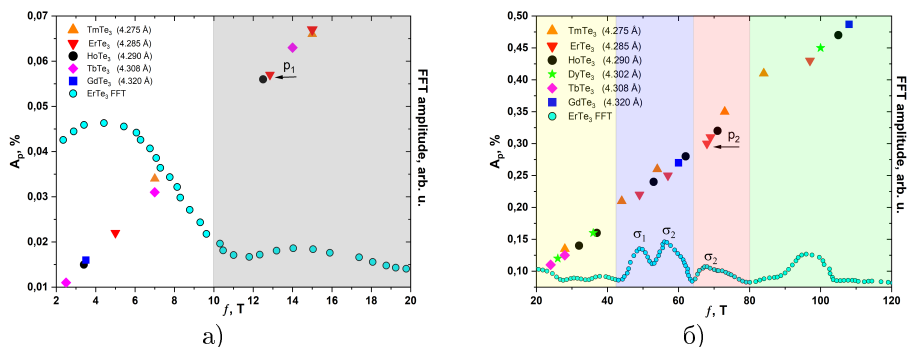 0,07
0,06
0,05
0,04
0,03
0,02
0,01
A_p, %
TmTe₃ (4.275 Å)
ErTe₃ (4.285 Å)
HoTe₃ (4.290 Å)
TbTe₃ (4.308 Å)
GdTe₃ (4.320 Å)
ErTe₃ FFT
p₁
FFT amplitude, arb. u.
2 4 6 8 10 12 14 16 18 20
f, T
а)
0,50
0,45
0,40
0,35
0,30
0,25
0,20
0,15
0,10
A_p, %
TmTe₃ (4.275 Å)
ErTe₃ (4.285 Å)
HoTe₃ (4.290 Å)
DyTe₃ (4.302 Å)
TbTe₃ (4.308 Å)
GdTe₃ (4.320 Å)
ErTe₃ FFT
p₂
σ₁ σ₂
σ₂
FFT amplitude, arb. u.
20 40 60 80 100 120
f, T
б)